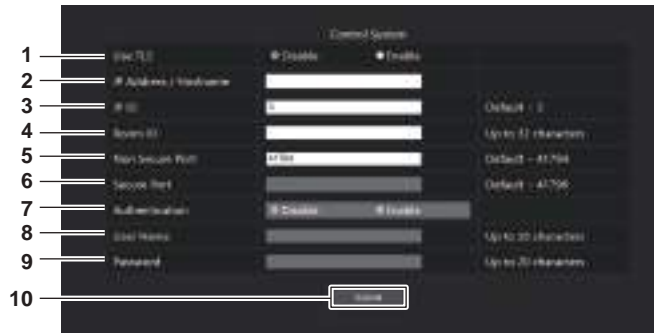 Control System
1 Use TLS Disable Enable
2 IP Address / Hostname
3 IP ID 3 Default - 3
4 Room ID Up to 32 characters
5 Non Secure Port 41794 Default - 41794
6 Secure Port Default - 41796
7 Authentication Disable Enable
8 User Name Up to 20 characters
9 Password Up to 20 characters
10 Submit